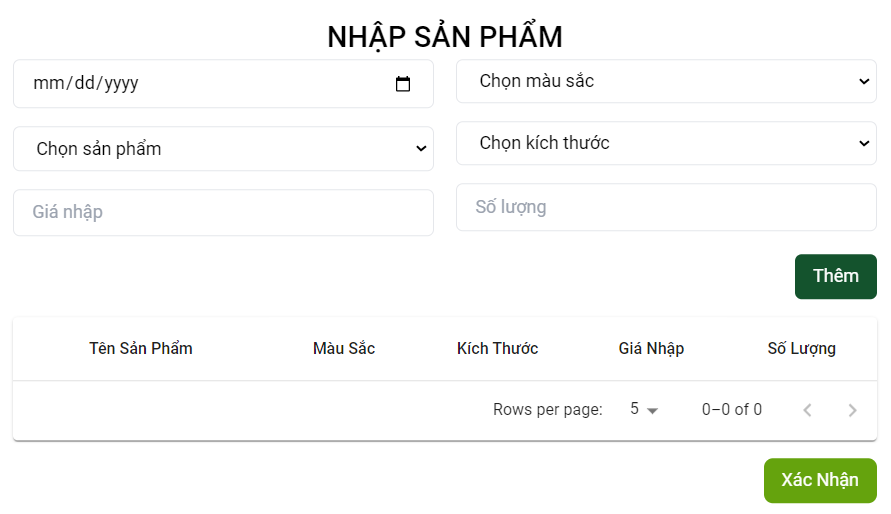 NHẬP SẢN PHẨM
mm/dd/yyyy
Chọn màu sắc
Chọn sản phẩm
Chọn kích thước
Giá nhập
Số lượng
Thêm
Tên Sản Phẩm Màu Sắc Kích Thước Giá Nhập Số Lượng
Rows per page: 5 0–0 of 0
Xác Nhận